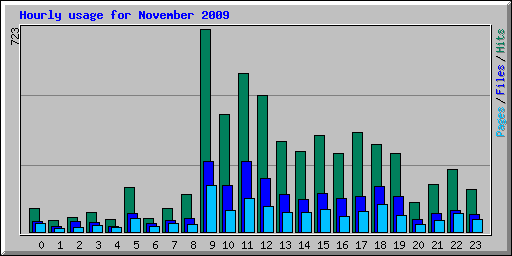 Hourly usage for November 2009
723
Pages / Files / Hits
0 1 2 3 4 5 6 7 8 9 10 11 12 13 14 15 16 17 18 19 20 21 22 23